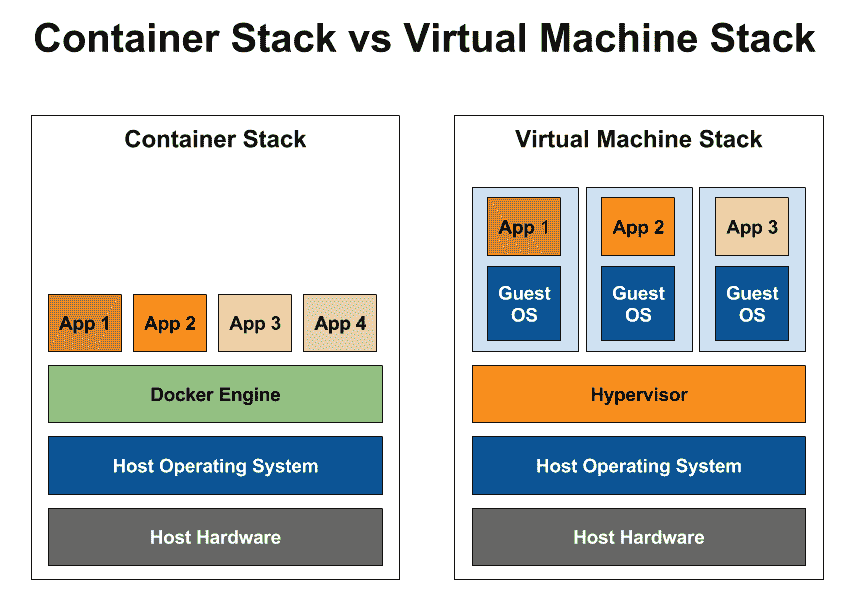 Container Stack vs Virtual Machine Stack
Container Stack
App 1
App 2
App 3
App 4
Docker Engine
Host Operating System
Host Hardware
Virtual Machine Stack
App 1
App 2
App 3
Guest
OS
Guest
OS
Guest
OS
Hypervisor
Host Operating System
Host Hardware